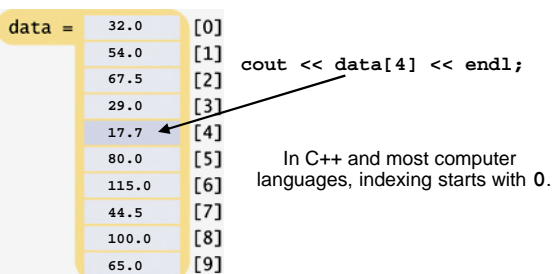 data = 32.0 [0]
54.0 [1]
67.5 [2]
29.0 [3]
17.7 [4]
80.0 [5]
115.0 [6]
44.5 [7]
100.0 [8]
65.0 [9]
cout << data[4] << endl;
In C++ and most computer
languages, indexing starts with 0.